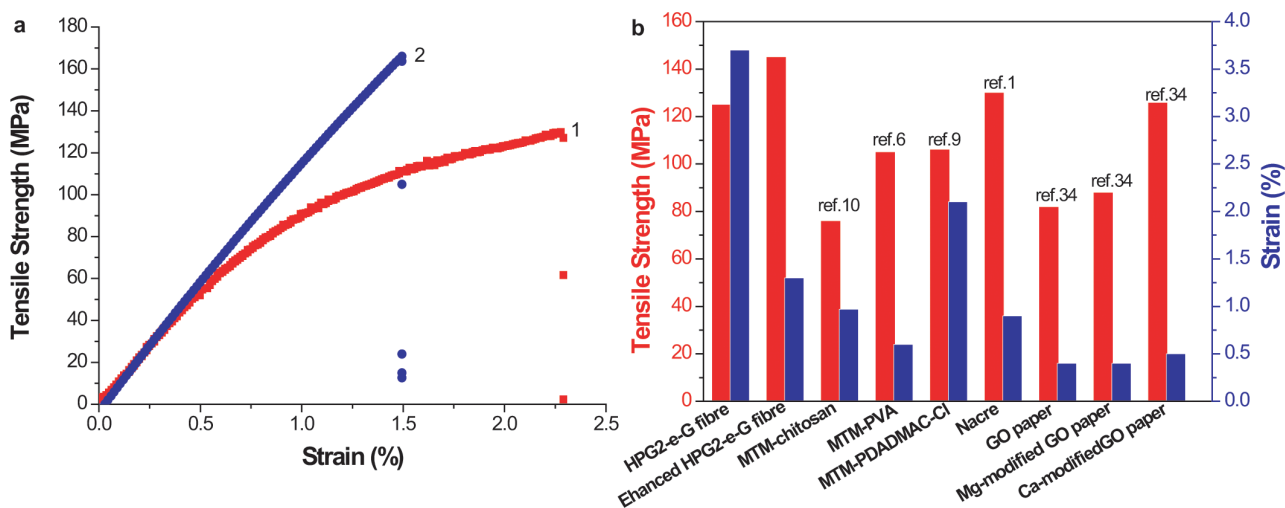 a
180
160
140
120
100
80
60
40
20
0
Tensile Strength (MPa)
0.0
0.5
1.0
1.5
2.0
2.5
Strain (%)
2
1
b
160
140
120
100
80
60
40
20
0
Tensile Strength (MPa)
4.0
3.5
3.0
2.5
2.0
1.5
1.0
0.5
0.0
Strain (%)
ref.10
ref.6
ref.9
ref.1
ref.34
ref.34
ref.34
HPG2-e-G fibre
Ehanced HPG2-e-G fibre
MTM-chitosan
MTM-PVA
MTM-PDADMAC-Cl
Nacre
GO paper
Mg-modified GO paper
Ca-modifiedGO paper